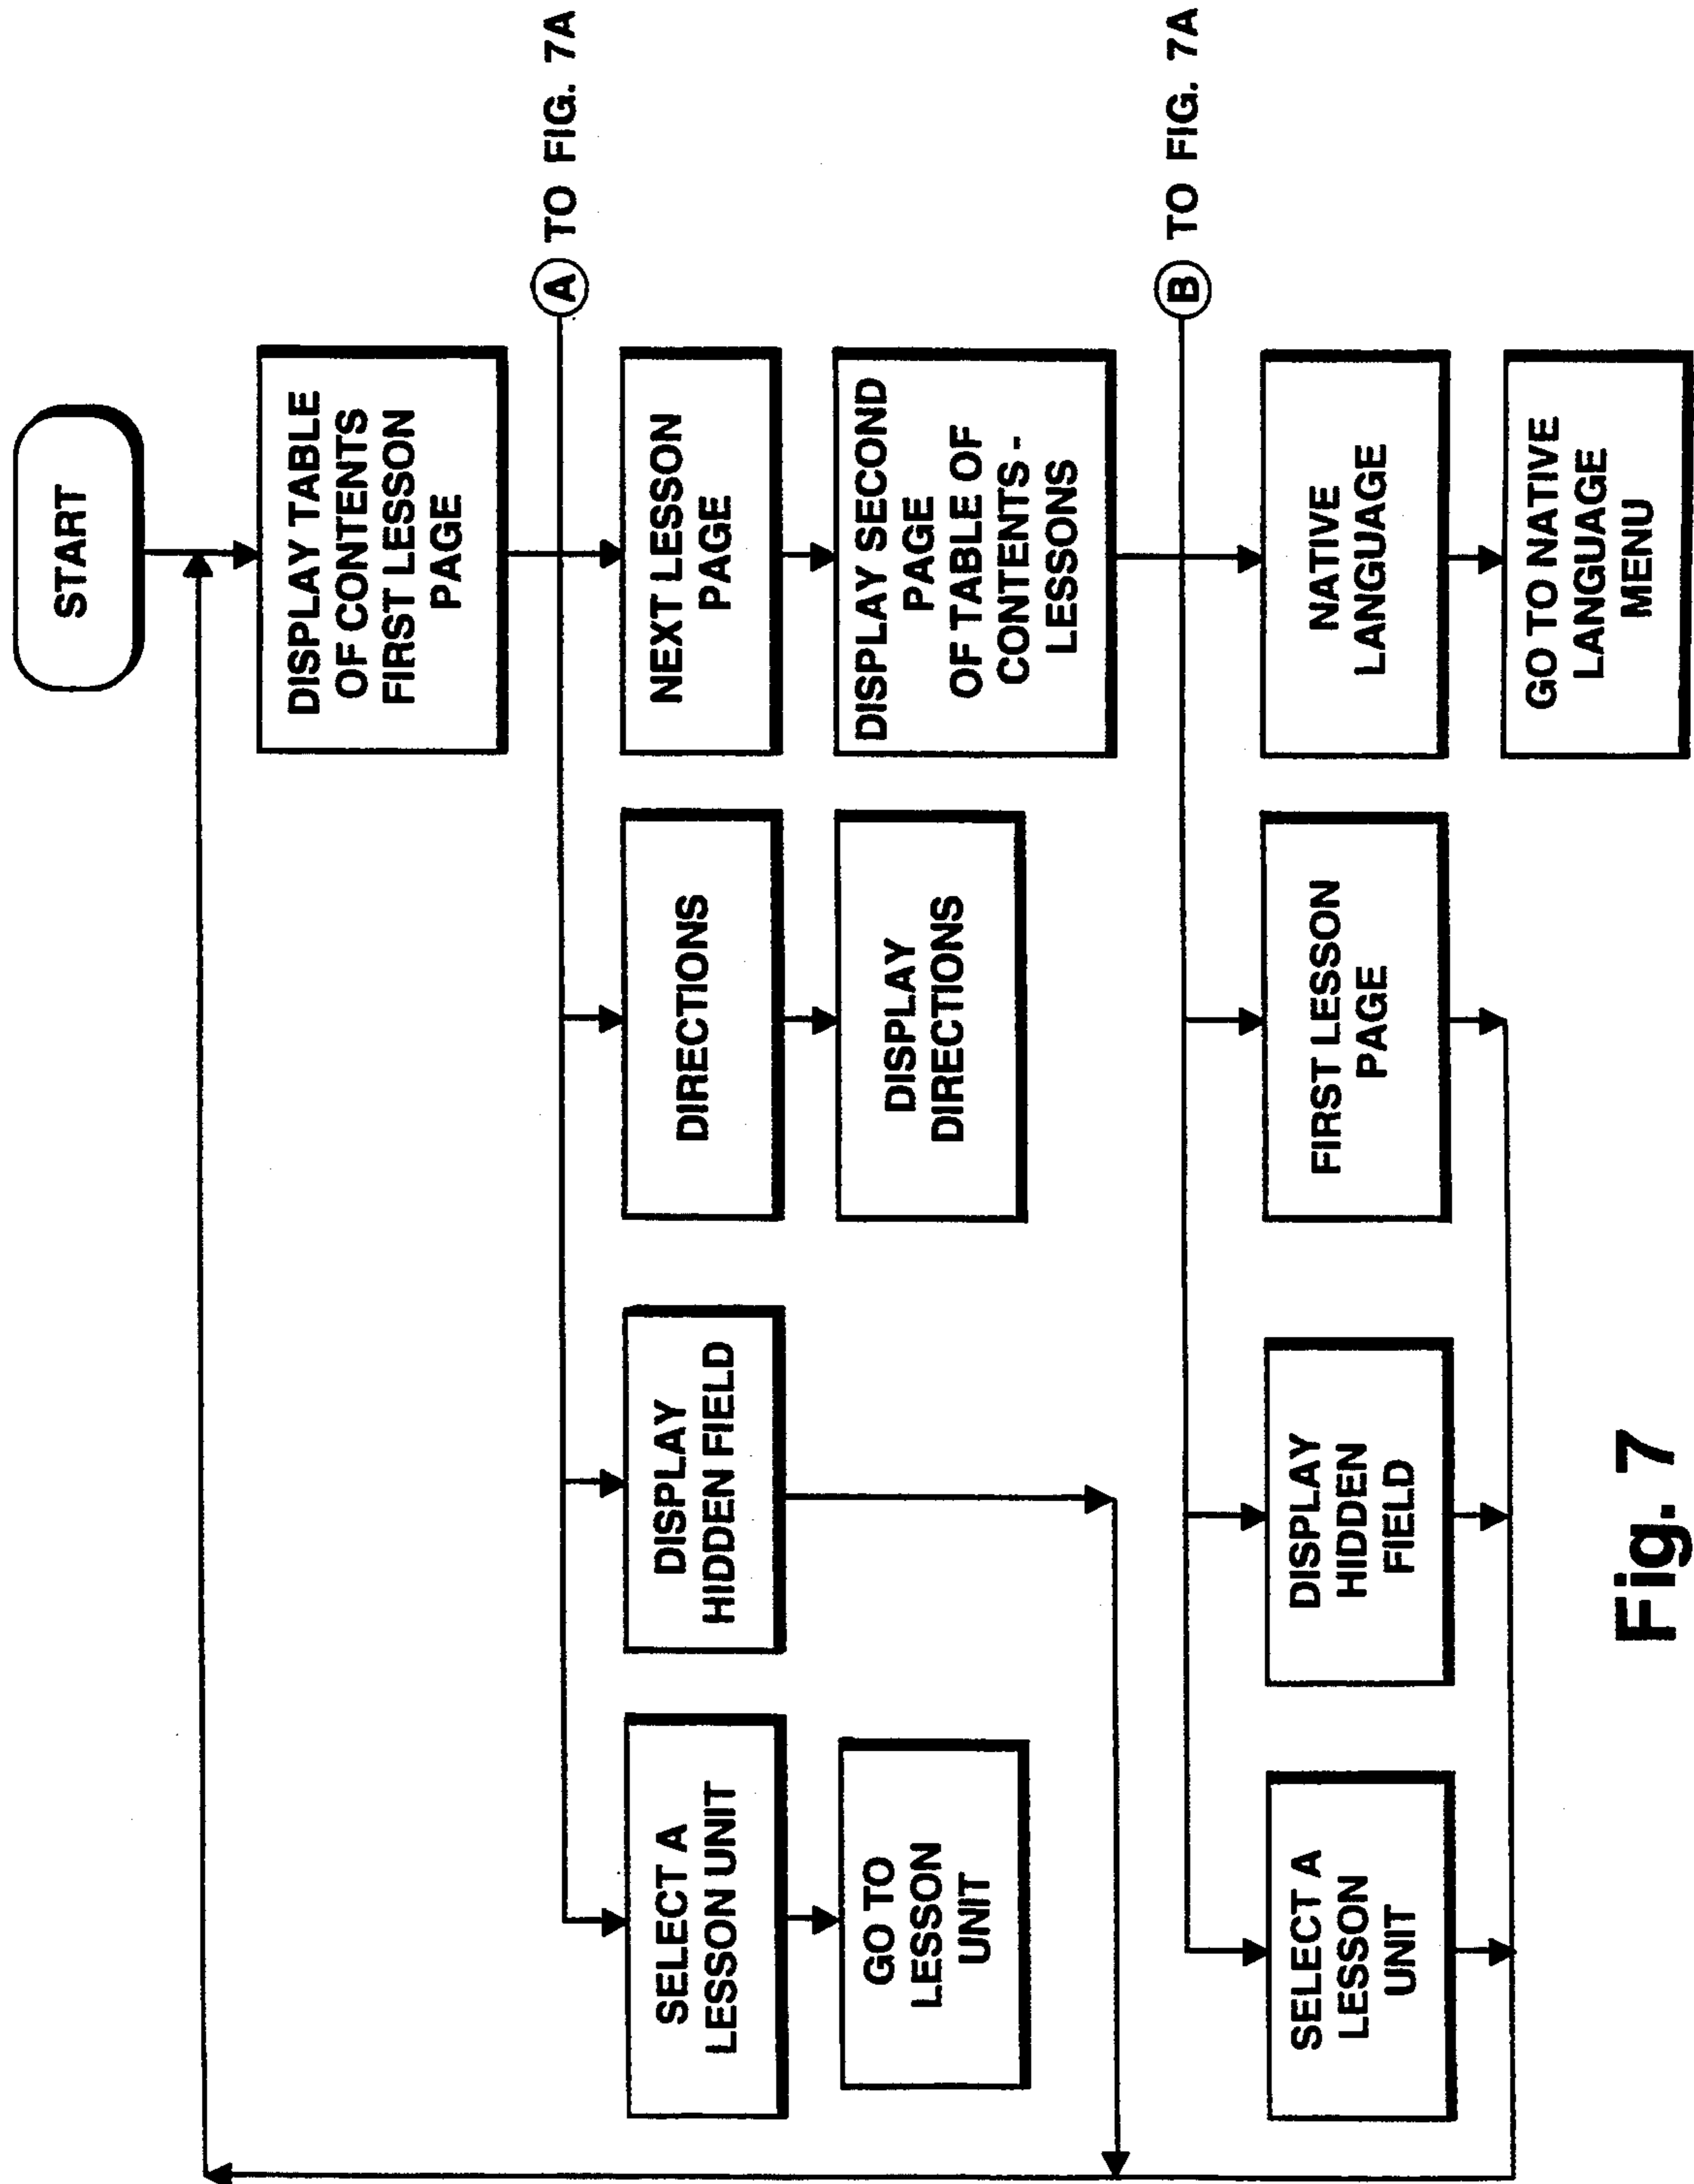 START
DISPLAY TABLE
OF CONTENTS
FIRST LESSON
PAGE
A TO FIG. 7A
SELECT A
LESSON UNIT
DISPLAY
HIDDEN FIELD
DIRECTIONS
NEXT LESSON
PAGE
GO TO
LESSON
UNIT
DISPLAY
DIRECTIONS
DISPLAY SECOND
PAGE
OF TABLE OF
CONTENTS -
LESSONS
B TO FIG. 7A
SELECT A
LESSON
UNIT
DISPLAY
HIDDEN
FIELD
FIRST LESSON
PAGE
NATIVE
LANGUAGE
GO TO NATIVE
LANGUAGE
MENU
Fig. 7